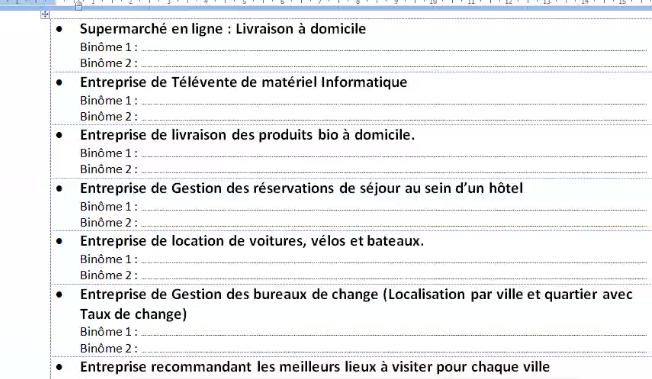 • Supermarché en ligne : Livraison à domicile
Binôme 1 : ................................................................
Binôme 2 : ................................................................
• Entreprise de Télévente de matériel Informatique
Binôme 1 : ................................................................
Binôme 2 : ................................................................
• Entreprise de livraison des produits bio à domicile.
Binôme 1 : ................................................................
Binôme 2 : ................................................................
• Entreprise de Gestion des réservations de séjour au sein d’un hôtel
Binôme 1 : ................................................................
Binôme 2 : ................................................................
• Entreprise de location de voitures, vélos et bateaux.
Binôme 1 : ................................................................
Binôme 2 : ................................................................
• Entreprise de Gestion des bureaux de change (Localisation par ville et quartier avec
Taux de change)
Binôme 1 : ................................................................
Binôme 2 : ................................................................
• Entreprise recommandant les meilleurs lieux à visiter pour chaque ville